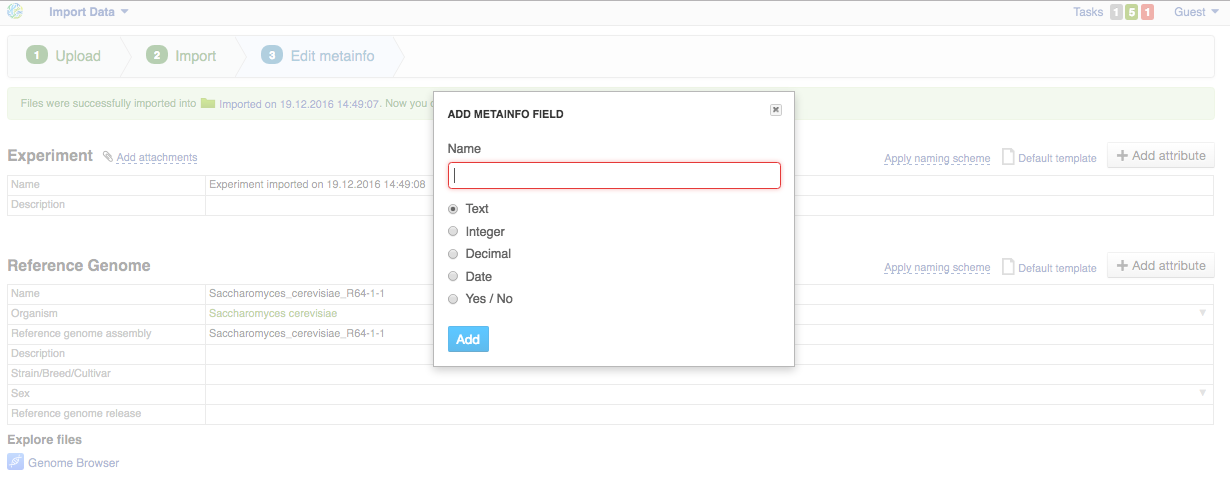 Import Data
Tasks 1 5 1 Guest
1 Upload 2 Import 3 Edit metainfo
Files were successfully imported into Imported on 19.12.2016 14:49:07. Now you
ADD METAINFO FIELD
Name
Text
Integer
Decimal
Date
Yes / No
Add
Experiment Add attachments
Apply naming scheme Default template + Add attribute
Name Experiment imported on 19.12.2016 14:49:08
Description
Reference Genome
Apply naming scheme Default template + Add attribute
Name Saccharomyces_cerevisiae_R64-1-1
Organism Saccharomyces cerevisiae
Reference genome assembly Saccharomyces_cerevisiae_R64-1-1
Description
Strain/Breed/Cultivar
Sex
Reference genome release
Explore files
Genome Browser